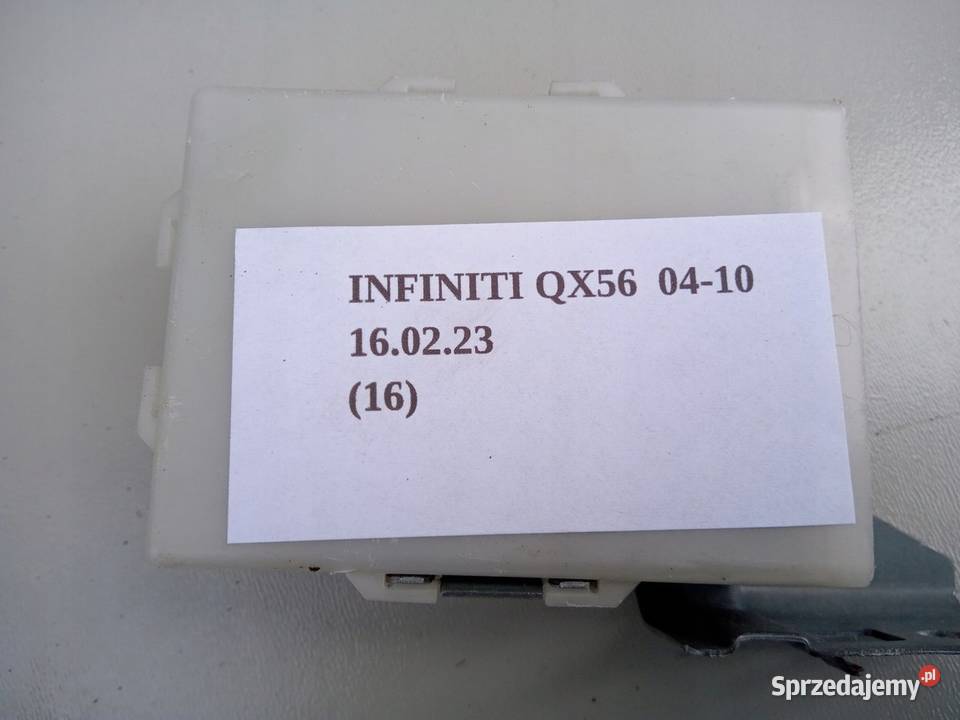 INFINITI QX56 04-10
16.02.23
(16)
Sprzedajemy.pl